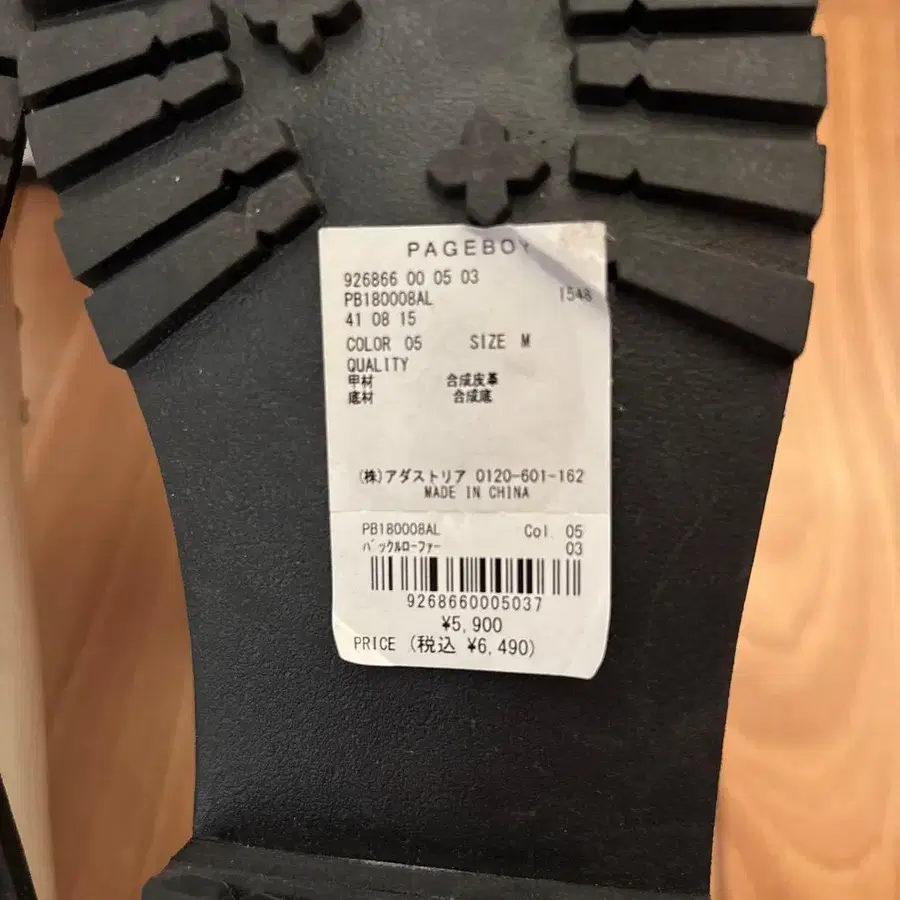 PAGEBOY
926866 00 05 03
PB180008AL 1548
41 08 15
COLOR 05 SIZE M
QUALITY
甲材 合成皮革
底材 合成底
(株)アダストリア 0120-601-162
MADE IN CHINA
PB180008AL Col 05
バックルローファー 03
9268660005037
¥5,900
PRICE (税込 ¥6,490)